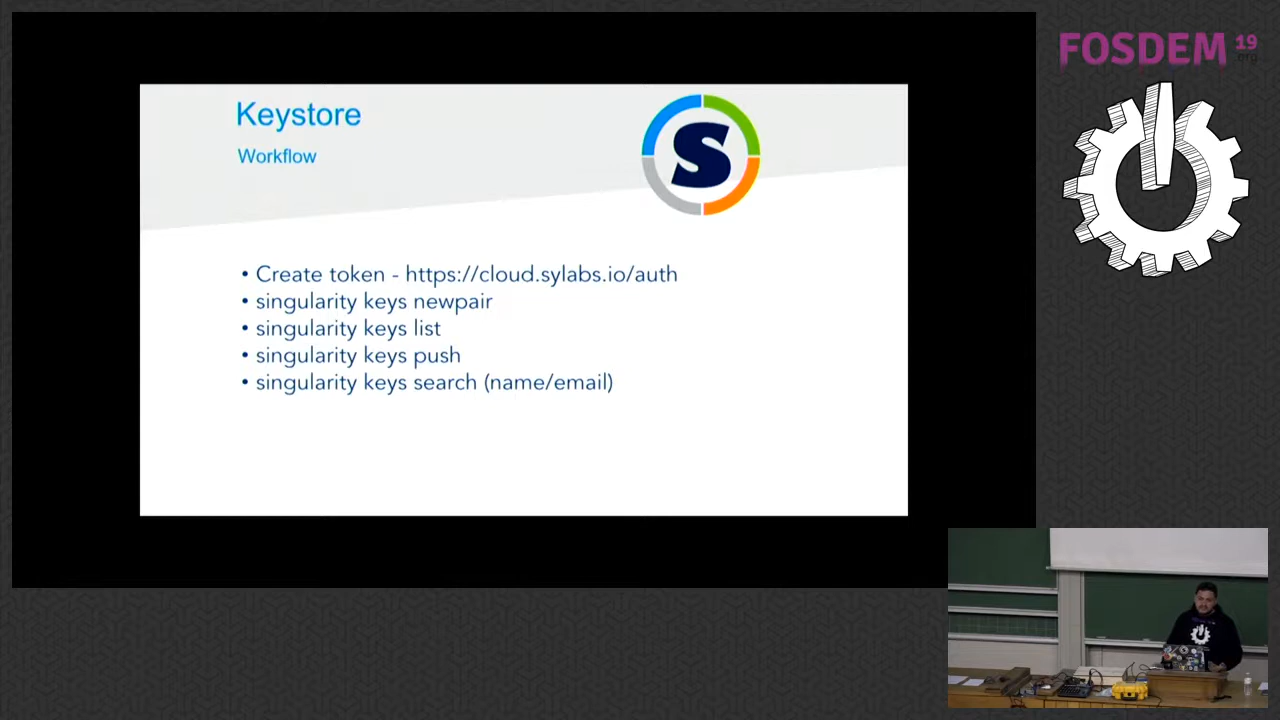 FOSDEM 19
.org
Keystore
S
Workflow
• Create token - https://cloud.sylabs.io/auth
• singularity keys newpair
• singularity keys list
• singularity keys push
• singularity keys search (name/email)